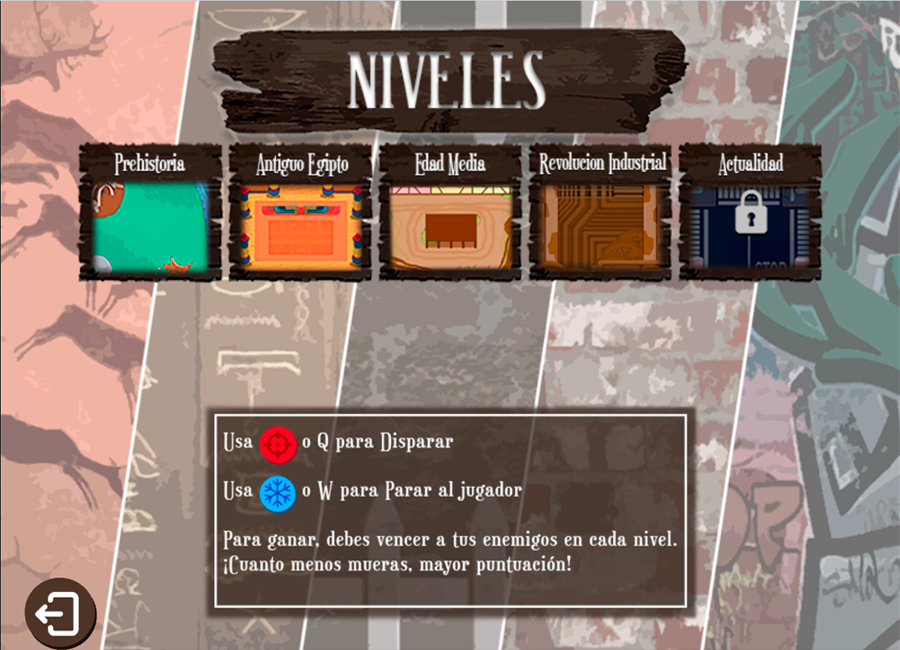 NIVELES
Prehistoria
Antiguo Egipto
Edad Media
Revolucion Industrial
Actualidad
Usa o Q para Disparar
Usa o W para Parar al jugador
Para ganar, debes vencer a tus enemigos en cada nivel.
¡Cuanto menos mueras, mayor puntuación!